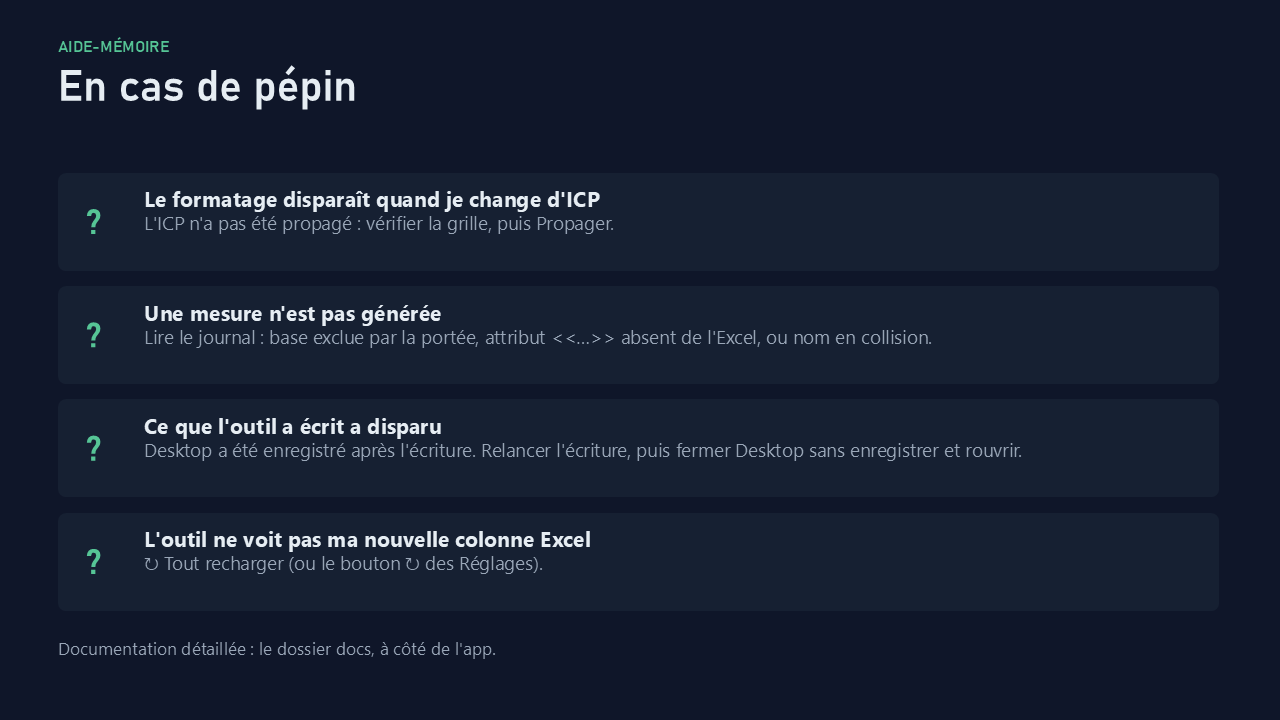 AIDE-MÉMOIRE
En cas de pépin
?
Le formatage disparaît quand je change d'ICP
L'ICP n'a pas été propagé : vérifier la grille, puis Propager.
?
Une mesure n'est pas générée
Lire le journal : base exclue par la portée, attribut <<...>> absent de l'Excel, ou nom en collision.
?
Ce que l'outil a écrit a disparu
Desktop a été enregistré après l'écriture. Relancer l'écriture, puis fermer Desktop sans enregistrer et rouvrir.
?
L'outil ne voit pas ma nouvelle colonne Excel
↻ Tout recharger (ou le bouton ↻ des Réglages).
Documentation détaillée : le dossier docs, à côté de l'app.